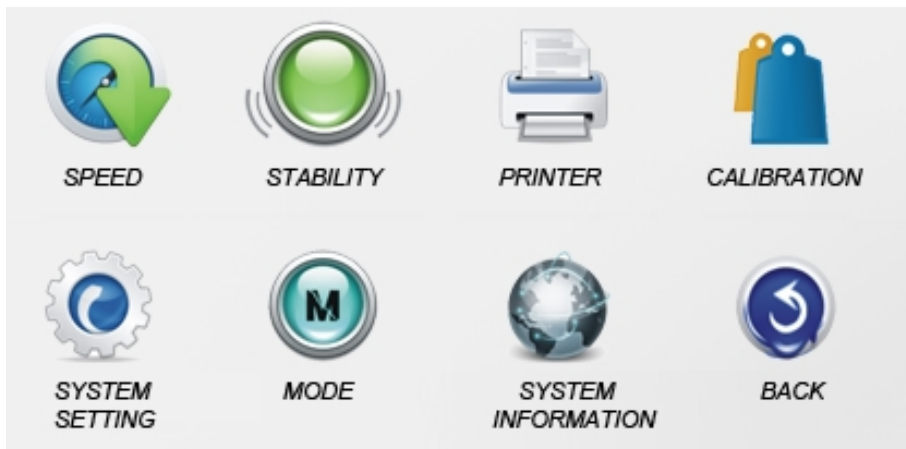 SPEED
STABILITY
PRINTER
CALIBRATION
SYSTEM
SETTING
M
MODE
SYSTEM
INFORMATION
BACK